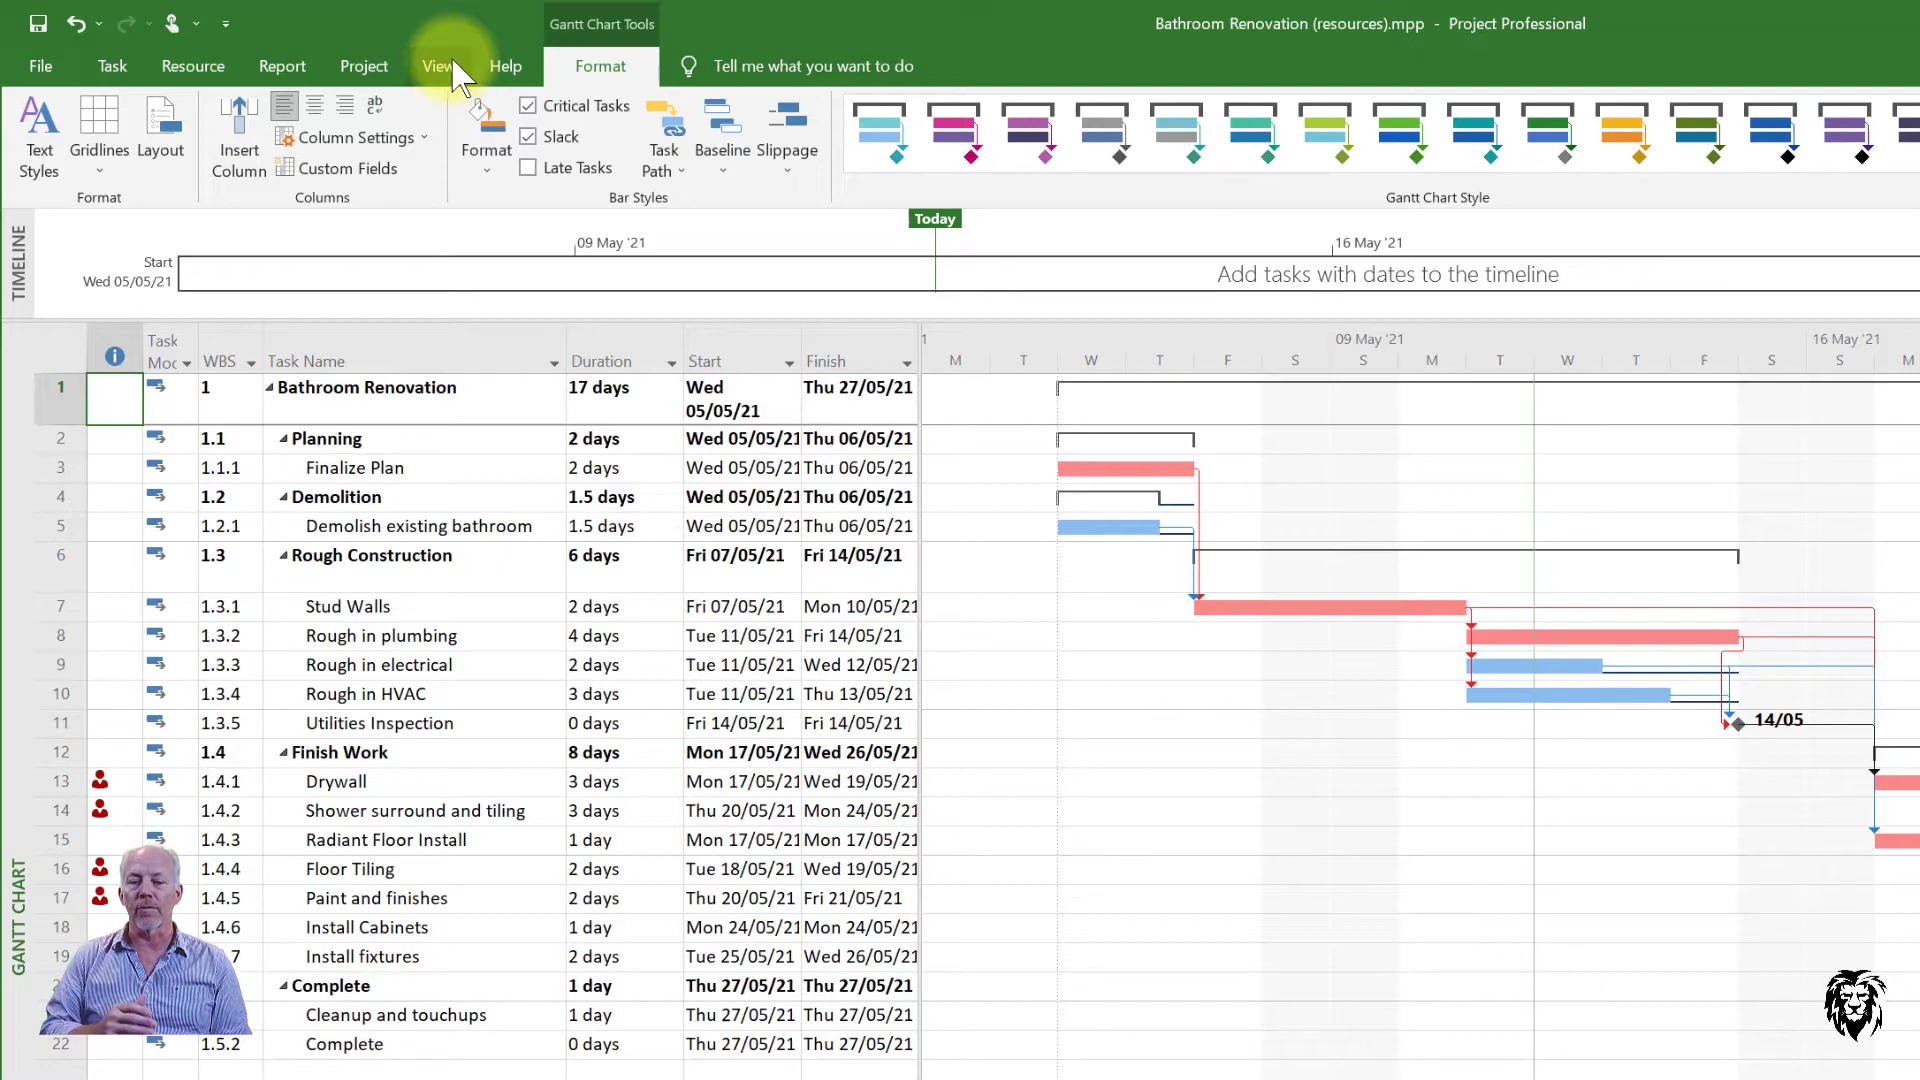 Gantt Chart Tools
Bathroom Renovation (resources).mpp - Project Professional
File Task Resource Report Project View Help Format Tell me what you want to do
Text Styles
Gridlines
Layout
Format
Insert Column
ab
c
Column Settings
Custom Fields
Columns
Format
Critical Tasks
Slack
Late Tasks
Task Path
Baseline
Slippage
Bar Styles
Gantt Chart Style
TIMELINE
Today
09 May '21
16 May '21
Start
Wed 05/05/21
Add tasks with dates to the timeline
GANTT CHART
Task Mod WBS Task Name Duration Start Finish
1 09 May '21 16 May '21
M T W T F S S M T W T F S S M
1 1 Bathroom Renovation 17 days Wed 05/05/21 Thu 27/05/21
2 1.1 Planning 2 days Wed 05/05/21 Thu 06/05/21
3 1.1.1 Finalize Plan 2 days Wed 05/05/21 Thu 06/05/21
4 1.2 Demolition 1.5 days Wed 05/05/21 Thu 06/05/21
5 1.2.1 Demolish existing bathroom 1.5 days Wed 05/05/21 Thu 06/05/21
6 1.3 Rough Construction 6 days Fri 07/05/21 Fri 14/05/21
7 1.3.1 Stud Walls 2 days Fri 07/05/21 Mon 10/05/21
8 1.3.2 Rough in plumbing 4 days Tue 11/05/21 Fri 14/05/21
9 1.3.3 Rough in electrical 2 days Tue 11/05/21 Wed 12/05/21
10 1.3.4 Rough in HVAC 3 days Tue 11/05/21 Thu 13/05/21
11 1.3.5 Utilities Inspection 0 days Fri 14/05/21 Fri 14/05/21 14/05
12 1.4 Finish Work 8 days Mon 17/05/21 Wed 26/05/21
13 1.4.1 Drywall 3 days Mon 17/05/21 Wed 19/05/21
14 1.4.2 Shower surround and tiling 3 days Thu 20/05/21 Mon 24/05/21
15 1.4.3 Radiant Floor Install 1 day Mon 17/05/21 Mon 17/05/21
16 1.4.4 Floor Tiling 2 days Tue 18/05/21 Wed 19/05/21
17 1.4.5 Paint and finishes 2 days Thu 20/05/21 Fri 21/05/21
18 1.4.6 Install Cabinets 1 day Mon 24/05/21 Mon 24/05/21
19 7 Install fixtures 2 days Tue 25/05/21 Wed 26/05/21
Complete 1 day Thu 27/05/21 Thu 27/05/21
Cleanup and touchups 1 day Thu 27/05/21 Thu 27/05/21
22 1.5.2 Complete 0 days Thu 27/05/21 Thu 27/05/21